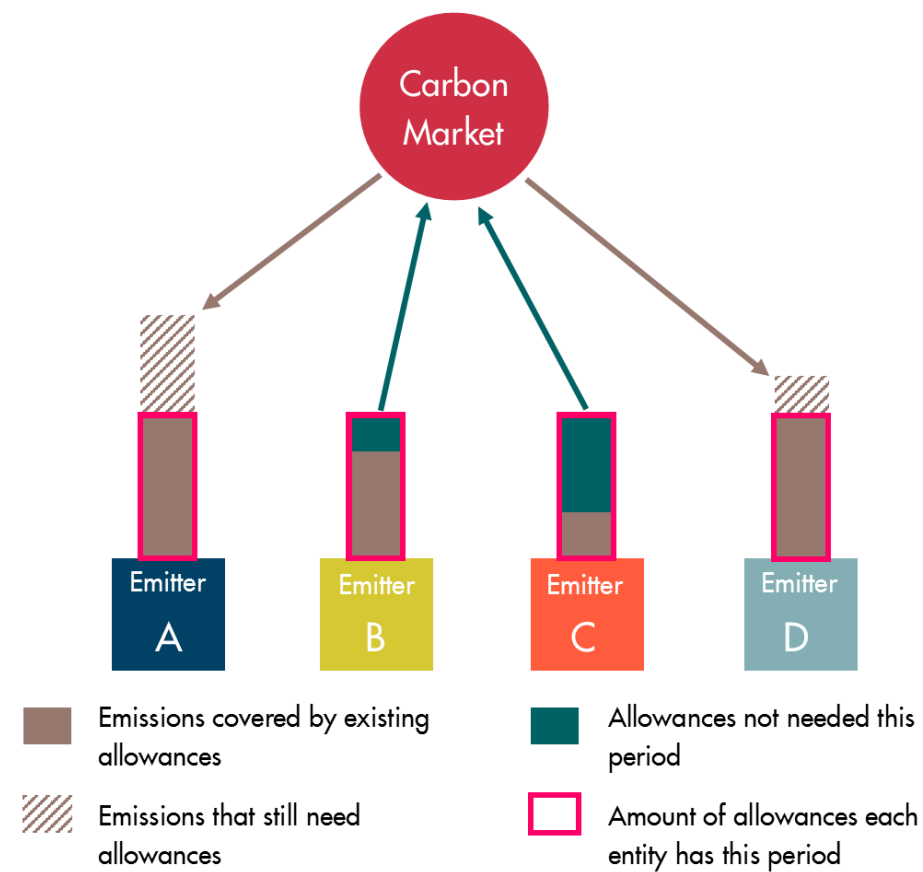 Carbon
Market
Emitter
A
Emitter
B
Emitter
C
Emitter
D
Emissions covered by existing
allowances
Allowances not needed this
period
Emissions that still need
allowances
Amount of allowances each
entity has this period